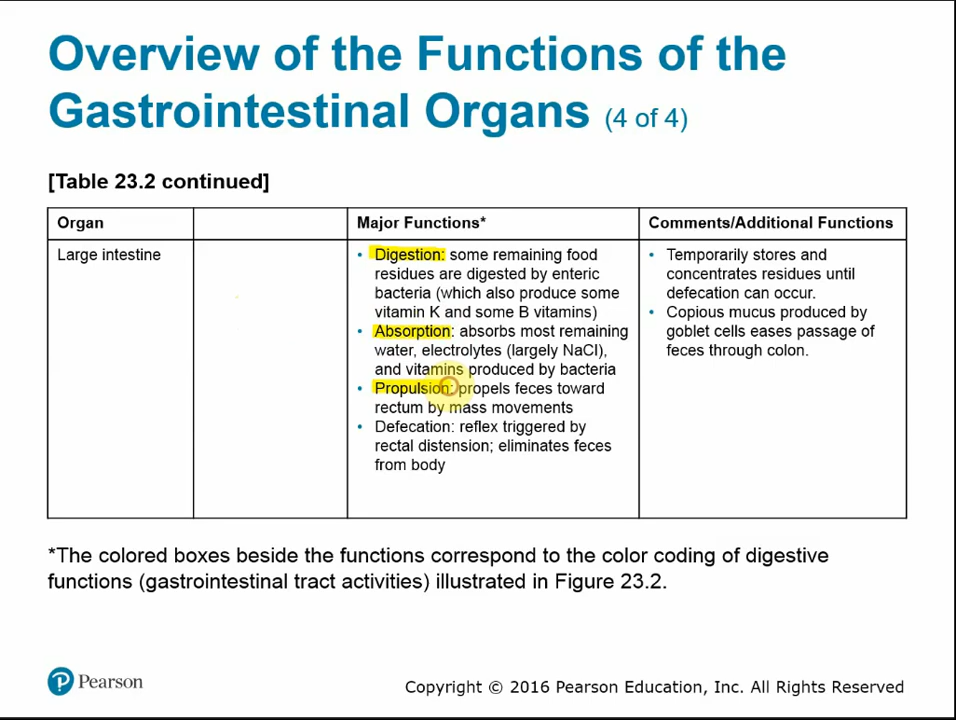 Overview of the Functions of the
Gastrointestinal Organs (4 of 4)
[Table 23.2 continued]
Organ
Major Functions*
Comments/Additional Functions
Large intestine
• Digestion: some remaining food
residues are digested by enteric
bacteria (which also produce some
vitamin K and some B vitamins)
• Absorption: absorbs most remaining
water, electrolytes (largely NaCl),
and vitamins produced by bacteria
• Propulsion: propels feces toward
rectum by mass movements
• Defecation: reflex triggered by
rectal distension; eliminates feces
from body
• Temporarily stores and
concentrates residues until
defecation can occur.
• Copious mucus produced by
goblet cells eases passage of
feces through colon.
*The colored boxes beside the functions correspond to the color coding of digestive
functions (gastrointestinal tract activities) illustrated in Figure 23.2.
P Pearson
Copyright © 2016 Pearson Education, Inc. All Rights Reserved